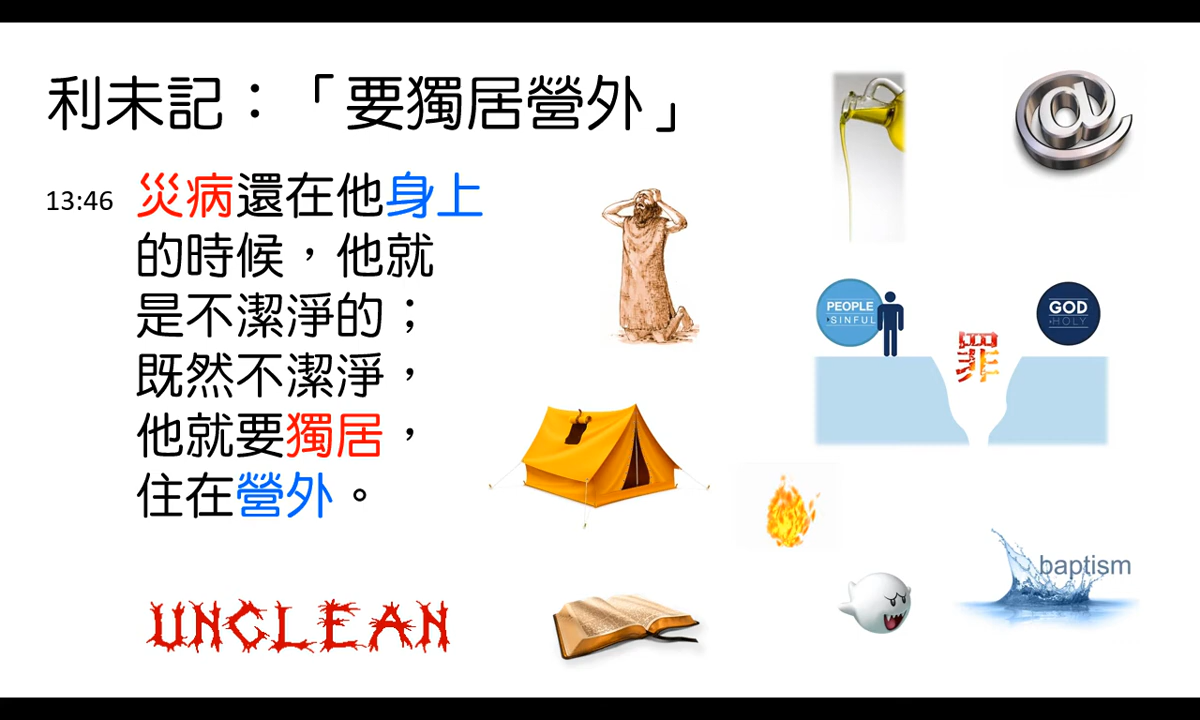 利未記：「要獨居營外」
13:46 災病還在他身上
的時候，他就
是不潔淨的；
既然不潔淨，
他就要獨居，
住在營外。
UNCLEAN
@
PEOPLE
SINFUL
罪
GOD
HOLY
baptism